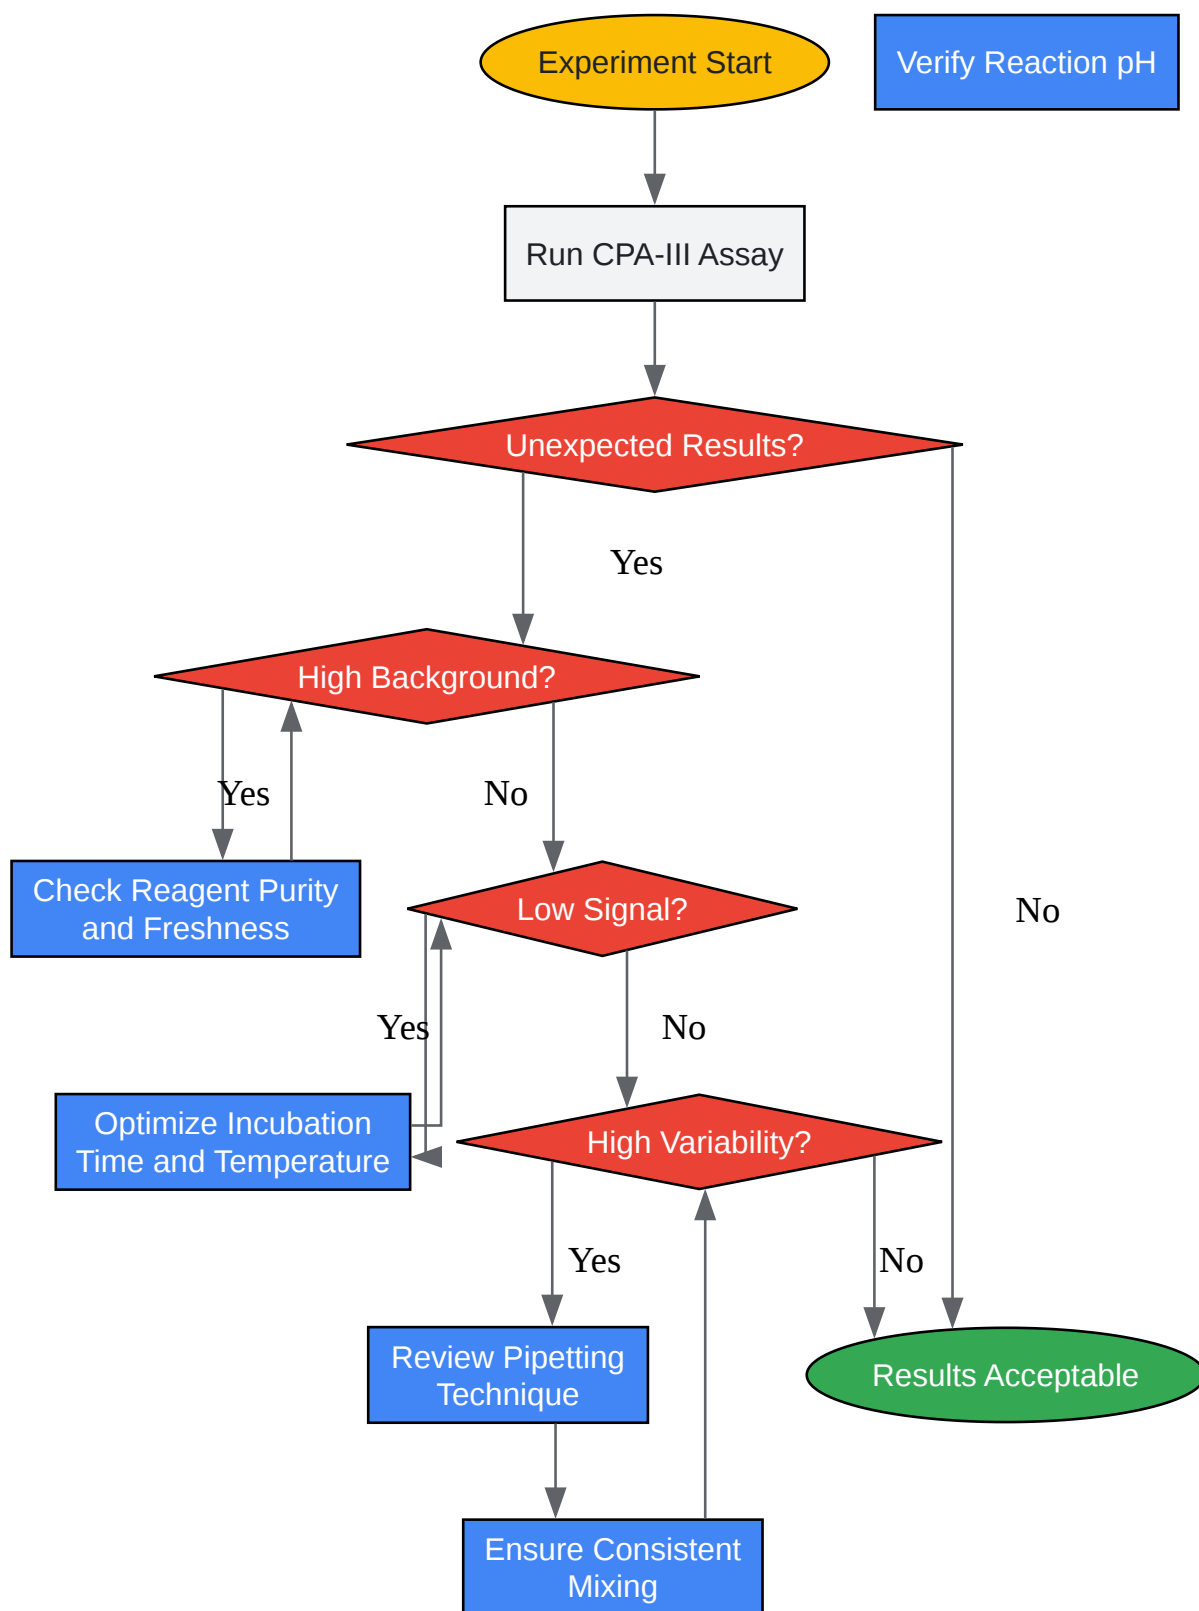 Experiment Start
Verify Reaction pH
Run CPA-III Assay
Unexpected Results?
Yes
High Background?
Yes
No
Check Reagent Purity
and Freshness
Low Signal?
No
Yes
No
Optimize Incubation
Time and Temperature
High Variability?
Yes
No
Review Pipetting
Technique
Results Acceptable
Ensure Consistent
Mixing